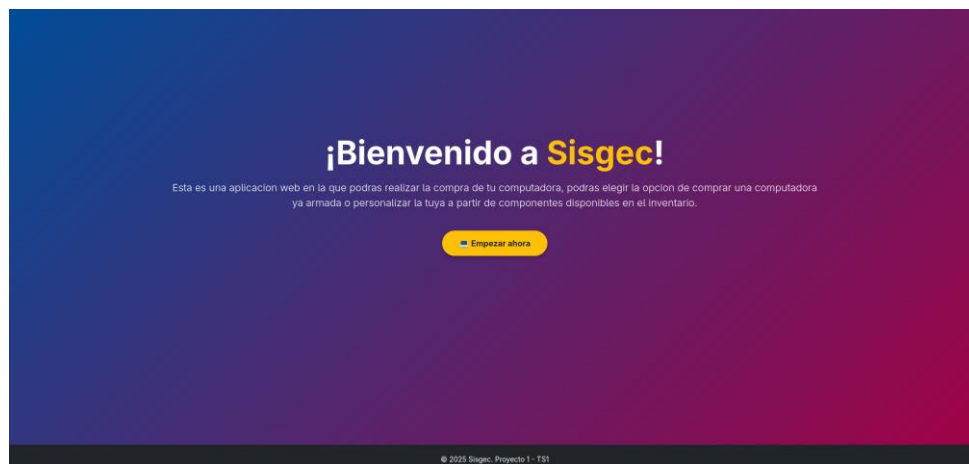 ¡Bienvenido a Sisgec!
Esta es una aplicacion web en la que podras realizar la compra de tu computadora, podras elegir la opcion de comprar una computadora
ya armada o personalizar la tuya a partir de componentes disponibles en el inventario.
Empezar ahora
© 2025 Sisgec. Proyecto 1 - TS1